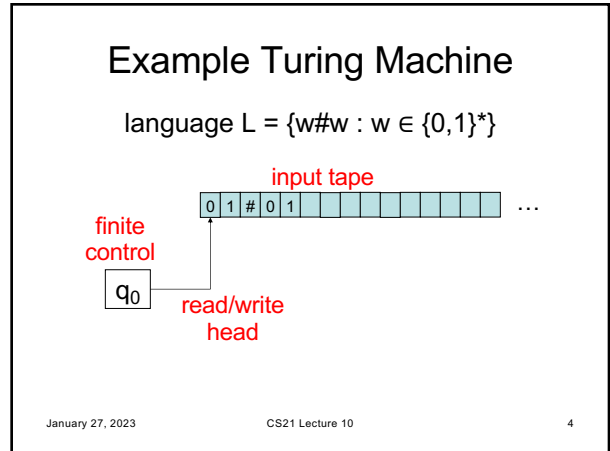 Example Turing Machine
language L = {w#w : w ∈ {0,1}*}
input tape
0 1 # 0 1 …
finite
control
q₀
read/write
head
January 27, 2023 CS21 Lecture 10 4